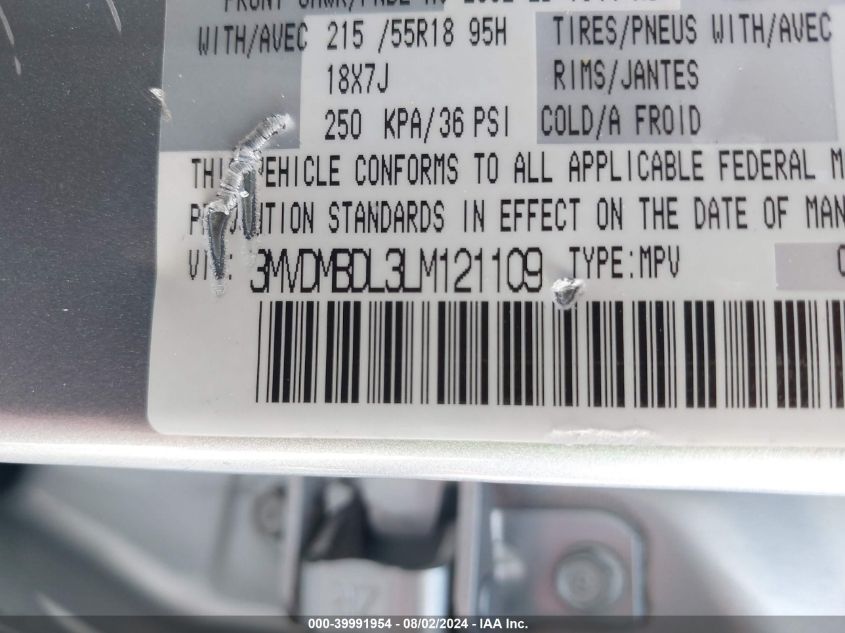 WITH/AVEC 215 /55R18 95H TIRES/PNEUS WITH/AVEC
18X7J RIMS/JANTES
250 KPA/36 PSI COLD/A FROID
VEHICLE CONFORMS TO ALL APPLICABLE FEDERAL M
STANDARDS IN EFFECT ON THE DATE OF MAN
3MVDMBDL3LM121109 TYPE:MPV
000-39991954 - 08/02/2024 - IAA Inc.